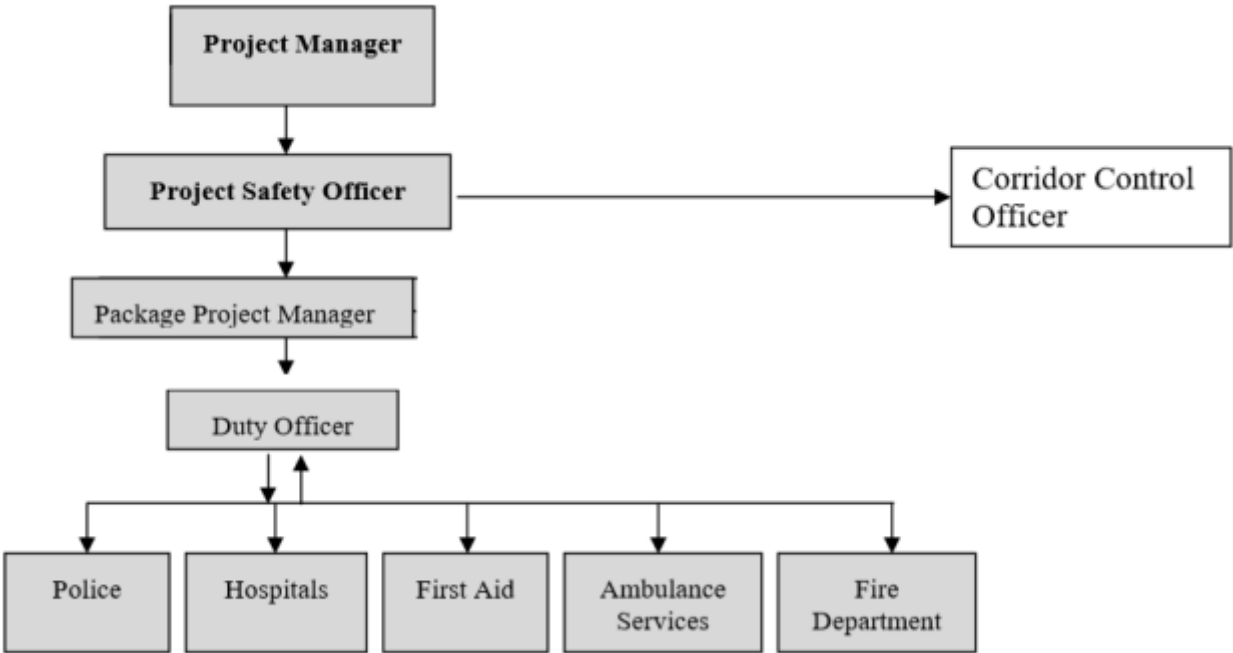 Project Manager
Project Safety Officer
Corridor Control
Officer
Package Project Manager
Duty Officer
Police
Hospitals
First Aid
Ambulance
Services
Fire
Department